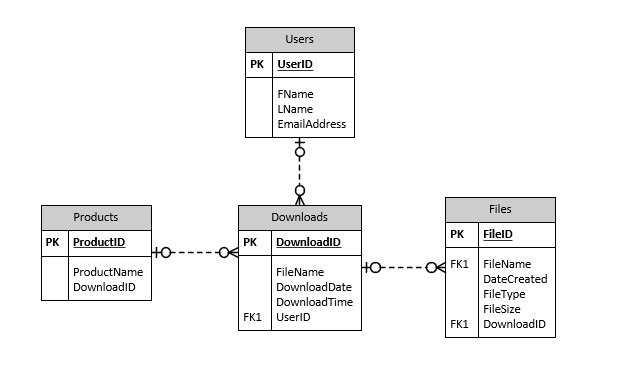 Users
PK UserID
FName
LName
EmailAddress
Products
PK ProductID
ProductName
DownloadID
Downloads
PK DownloadID
FileName
DownloadDate
DownloadTime
FK1 UserID
Files
PK FileID
FK1 FileName
DateCreated
FileType
FileSize
FK1 DownloadID